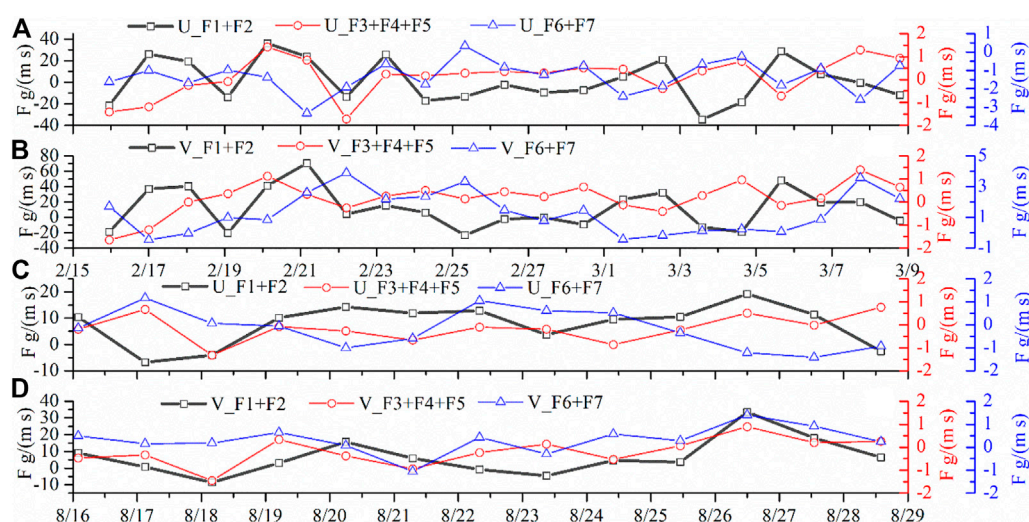 A
U_F1+F2 U_F3+F4+F5 U_F6+F7
F g/(m s)
40
20
0
-20
-40
F g/(m s)
2
1
0
-1
-2
F g/(m s)
1
0
-1
-2
-3
-4
B
V_F1+F2 V_F3+F4+F5 V_F6+F7
F g/(m s)
80
60
40
20
0
-20
-40
F g/(m s)
2
1
0
-1
-2
F g/(m s)
5
3
1
-1
2/15 2/17 2/19 2/21 2/23 2/25 2/27 3/1 3/3 3/5 3/7 3/9
C
U_F1+F2 U_F3+F4+F5 U_F6+F7
F g/(m s)
20
10
0
-10
F g/(m s)
2
1
0
-1
-2
F g/(m s)
2
1
0
-1
-2
D
V_F1+F2 V_F3+F4+F5 V_F6+F7
F g/(m s)
40
30
20
10
0
-10
F g/(m s)
2
1
0
-1
-2
F g/(m s)
2
1
0
-1
-2
8/16 8/17 8/18 8/19 8/20 8/21 8/22 8/23 8/24 8/25 8/26 8/27 8/28 8/29